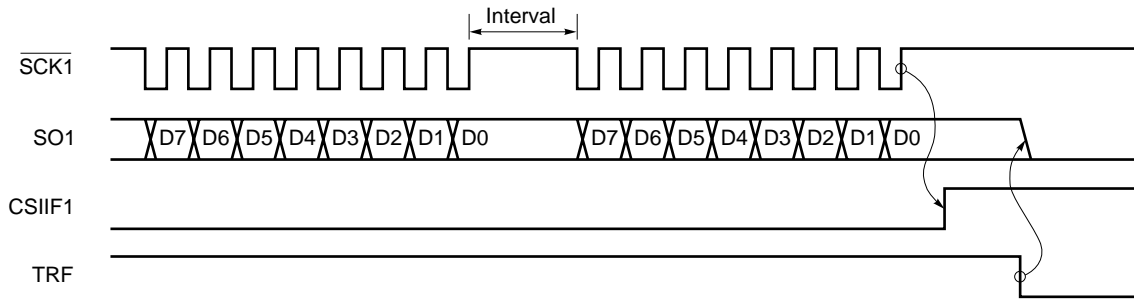 Interval
SCK1
SO1 D7 D6 D5 D4 D3 D2 D1 D0 D7 D6 D5 D4 D3 D2 D1 D0
CSIIF1
TRF